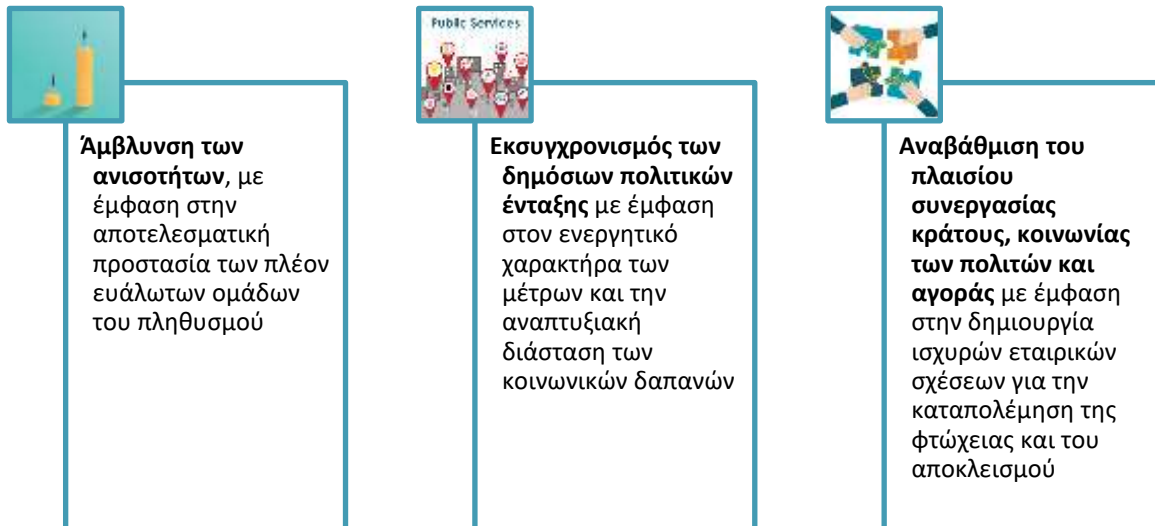 Άμβλυνση των
ανισοτήτων, με
έμφαση στην
αποτελεσματική
προστασία των πλέον
ευάλωτων ομάδων
του πληθυσμού
Public Services
Εκσυγχρονισμός των
δημόσιων πολιτικών
ένταξης με έμφαση
στον ενεργητικό
χαρακτήρα των
μέτρων και την
αναπτυξιακή
διάσταση των
κοινωνικών δαπανών
Αναβάθμιση του
πλαισίου
συνεργασίας
κράτους, κοινωνίας
των πολιτών και
αγοράς με έμφαση
στην δημιουργία
ισχυρών εταιρικών
σχέσεων για την
καταπολέμηση της
φτώχειας και του
αποκλεισμού